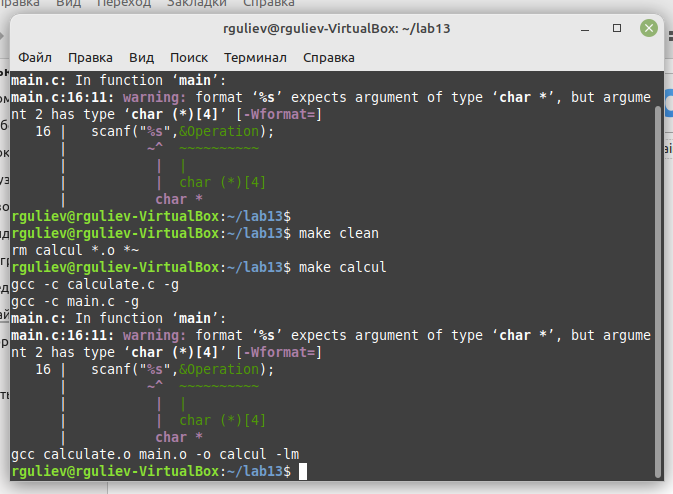 равка Вид Переход Закладки Справка
rguliev@rguliev-VirtualBox: ~/lab13
Файл Правка Вид Поиск Терминал Справка
main.c: In function ‘main’:
main.c:16:11: warning: format ‘%s’ expects argument of type ‘char *’, but argume
nt 2 has type ‘char (*)[4]’ [-Wformat=]
   16 |   scanf("%s",&Operation);
      |          ~^  ~~~~~~~~~~
      |           |  |
      |           |  char (*)[4]
      |           char *
rguliev@rguliev-VirtualBox:~/lab13$
rguliev@rguliev-VirtualBox:~/lab13$ make clean
rm calcul *.o *~
rguliev@rguliev-VirtualBox:~/lab13$ make calcul
gcc -c calculate.c -g
gcc -c main.c -g
main.c: In function ‘main’:
main.c:16:11: warning: format ‘%s’ expects argument of type ‘char *’, but argume
nt 2 has type ‘char (*)[4]’ [-Wformat=]
   16 |   scanf("%s",&Operation);
      |          ~^  ~~~~~~~~~~
      |           |  |
      |           |  char (*)[4]
      |           char *
gcc calculate.o main.o -o calcul -lm
rguliev@rguliev-VirtualBox:~/lab13$